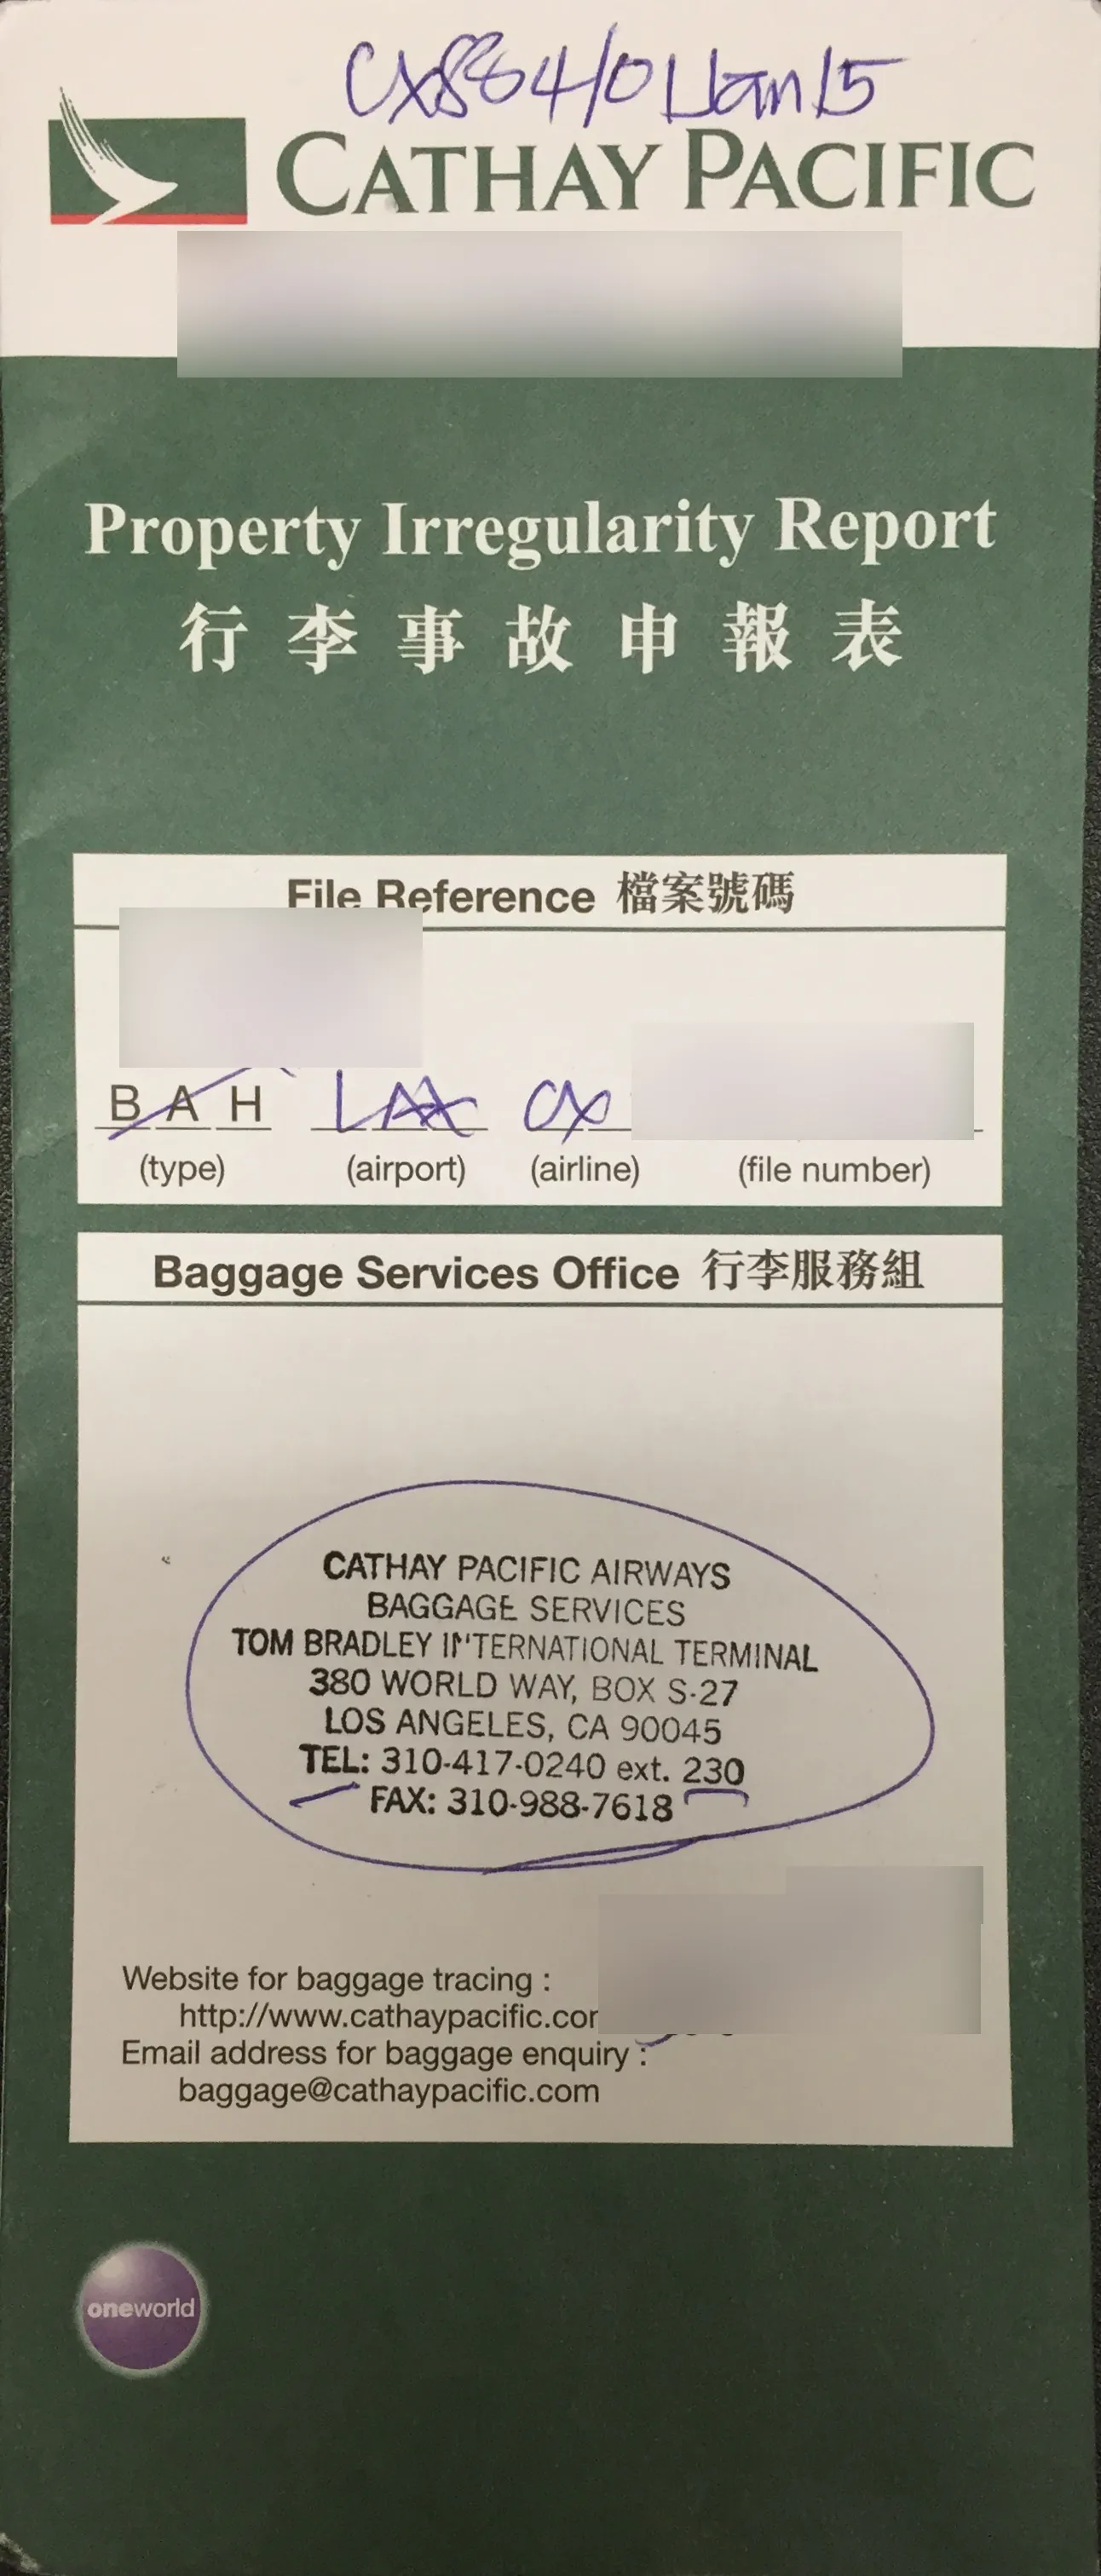 CX884/01Jan15
CATHAY PACIFIC
Property Irregularity Report
行李事故申報表
File Reference 檔案號碼
BAH LAX CX
(type) (airport) (airline) (file number)
Baggage Services Office 行李服務組
CATHAY PACIFIC AIRWAYS
BAGGAGE SERVICES
TOM BRADLEY INTERNATIONAL TERMINAL
380 WORLD WAY, BOX S-27
LOS ANGELES, CA 90045
TEL: 310-417-0240 ext. 230
FAX: 310-988-7618
Website for baggage tracing :
http://www.cathaypacific.com
Email address for baggage enquiry :
baggage@cathaypacific.com
oneworld